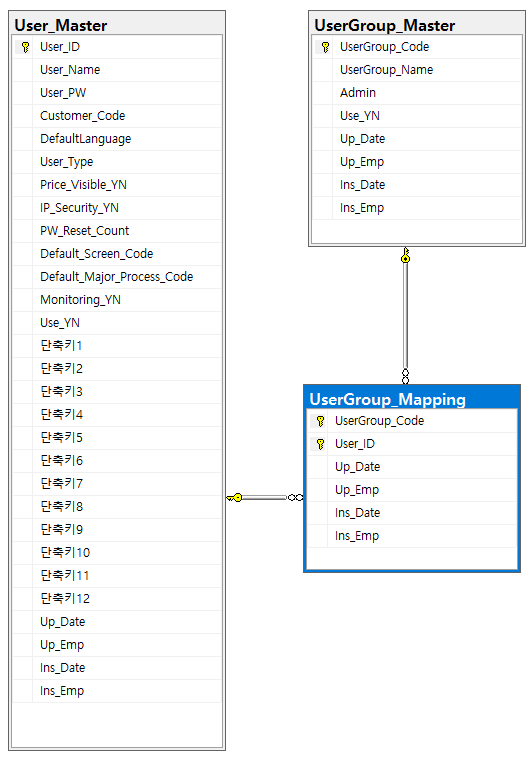 User_Master
User_ID
User_Name
User_PW
Customer_Code
DefaultLanguage
User_Type
Price_Visible_YN
IP_Security_YN
PW_Reset_Count
Default_Screen_Code
Default_Major_Process_Code
Monitoring_YN
Use_YN
단축키1
단축키2
단축키3
단축키4
단축키5
단축키6
단축키7
단축키8
단축키9
단축키10
단축키11
단축키12
Up_Date
Up_Emp
Ins_Date
Ins_Emp
UserGroup_Master
UserGroup_Code
UserGroup_Name
Admin
Use_YN
Up_Date
Up_Emp
Ins_Date
Ins_Emp
UserGroup_Mapping
UserGroup_Code
User_ID
Up_Date
Up_Emp
Ins_Date
Ins_Emp